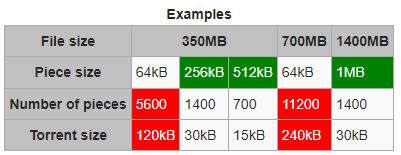 Examples
File size 350MB 700MB 1400MB
Piece size 64kB 256kB 512kB 64kB 1MB
Number of pieces 5600 1400 700 11200 1400
Torrent size 120kB 30kB 15kB 240kB 30kB